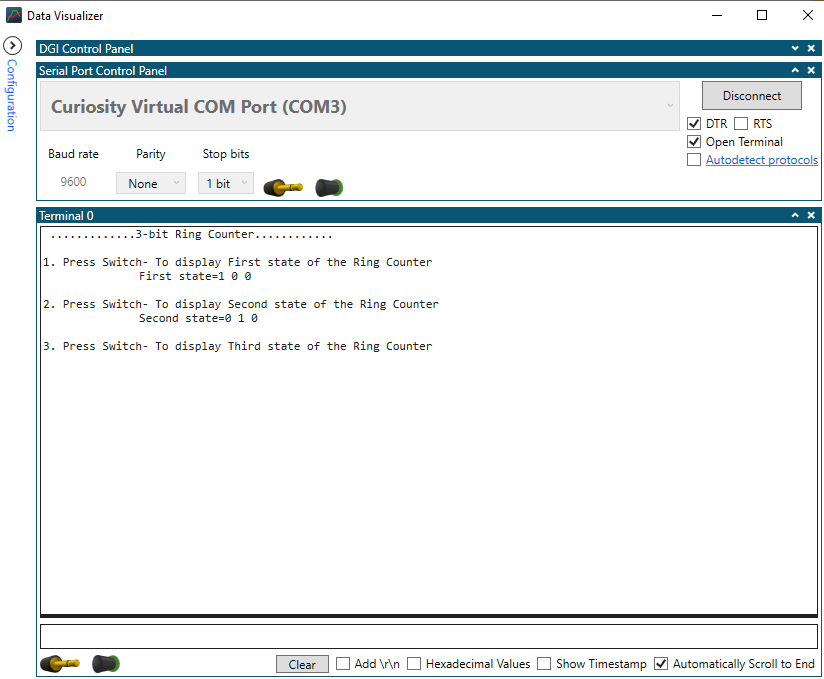 Data Visualizer
Configuration
DGI Control Panel
Serial Port Control Panel
Curiosity Virtual COM Port (COM3)
Disconnect
DTR RTS
Open Terminal
Autodetect protocols
Baud rate Parity Stop bits
9600 None 1 bit
Terminal 0
.............3-bit Ring Counter............
1. Press Switch- To display First state of the Ring Counter
First state=1 0 0
2. Press Switch- To display Second state of the Ring Counter
Second state=0 1 0
3. Press Switch- To display Third state of the Ring Counter
Clear Add \r\n Hexadecimal Values Show Timestamp Automatically Scroll to End